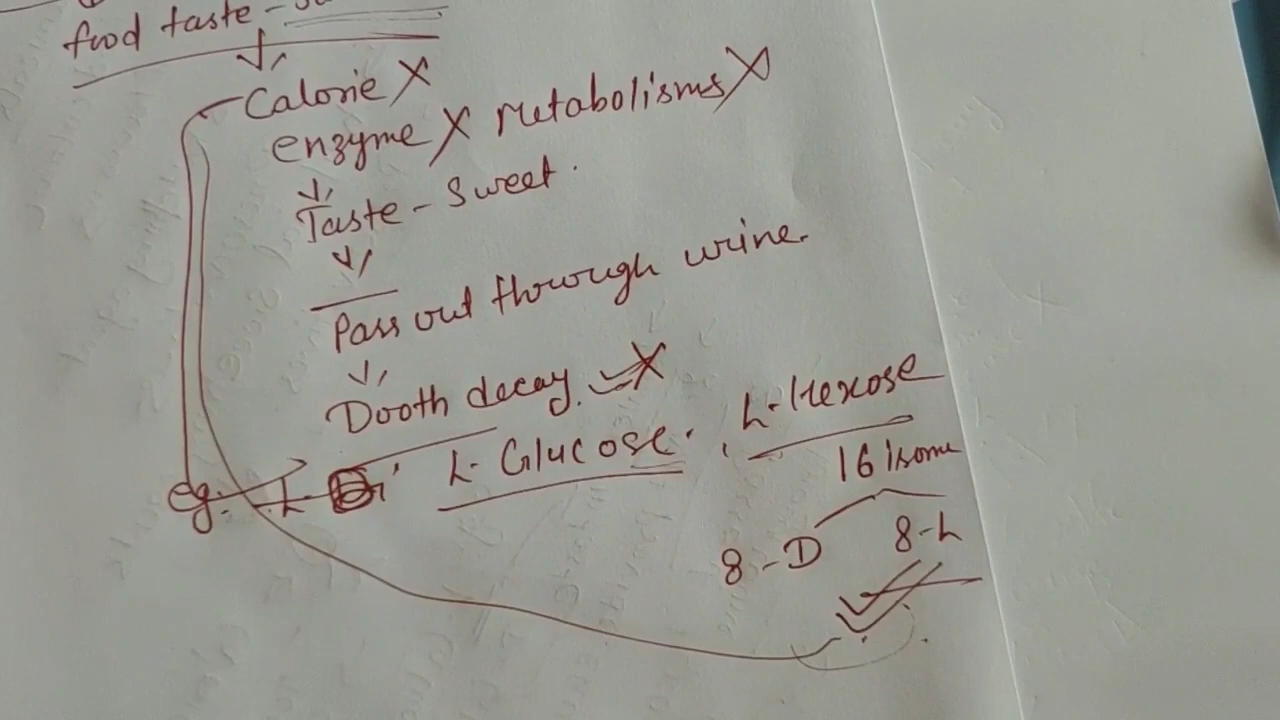 food taste -
Calorie X
enzyme X Metabolisms X
Taste - Sweet.
Pass out through urine.
Dooth decay. X
eg. L- L- Glucose. , L-Hexose
16 isome
8 - D 8-L